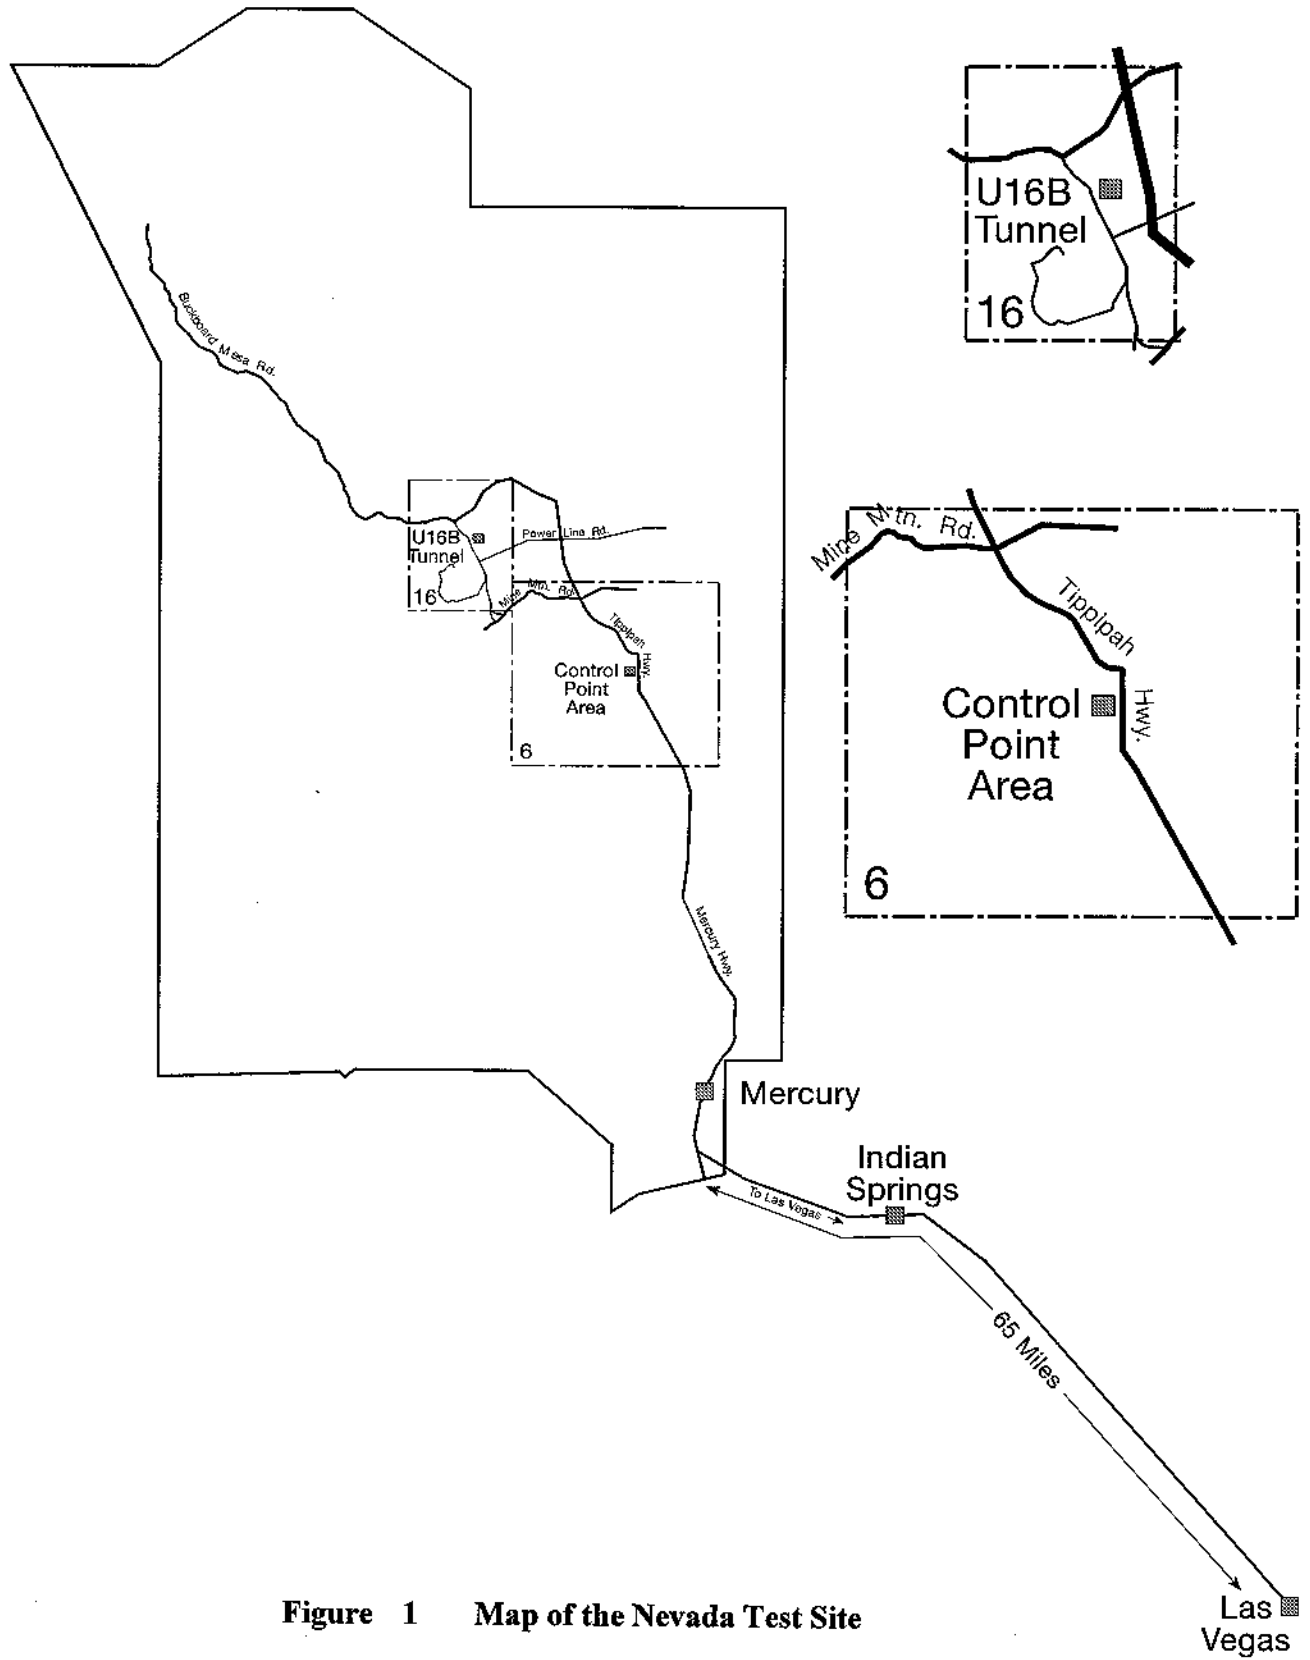 U16B
Tunnel
16
Buckboard Mesa Rd.
U16B
Tunnel
16
Power Line Rd.
Mine Mtn. Rd.
Tippipah Hwy.
Control
Point
Area
6
Mine Mtn. Rd.
Tippipah Hwy.
Control
Point
Area
6
Mercury Hwy.
Mercury
Indian
Springs
To Las Vegas
65 Miles
Las
Vegas
Figure 1 Map of the Nevada Test Site